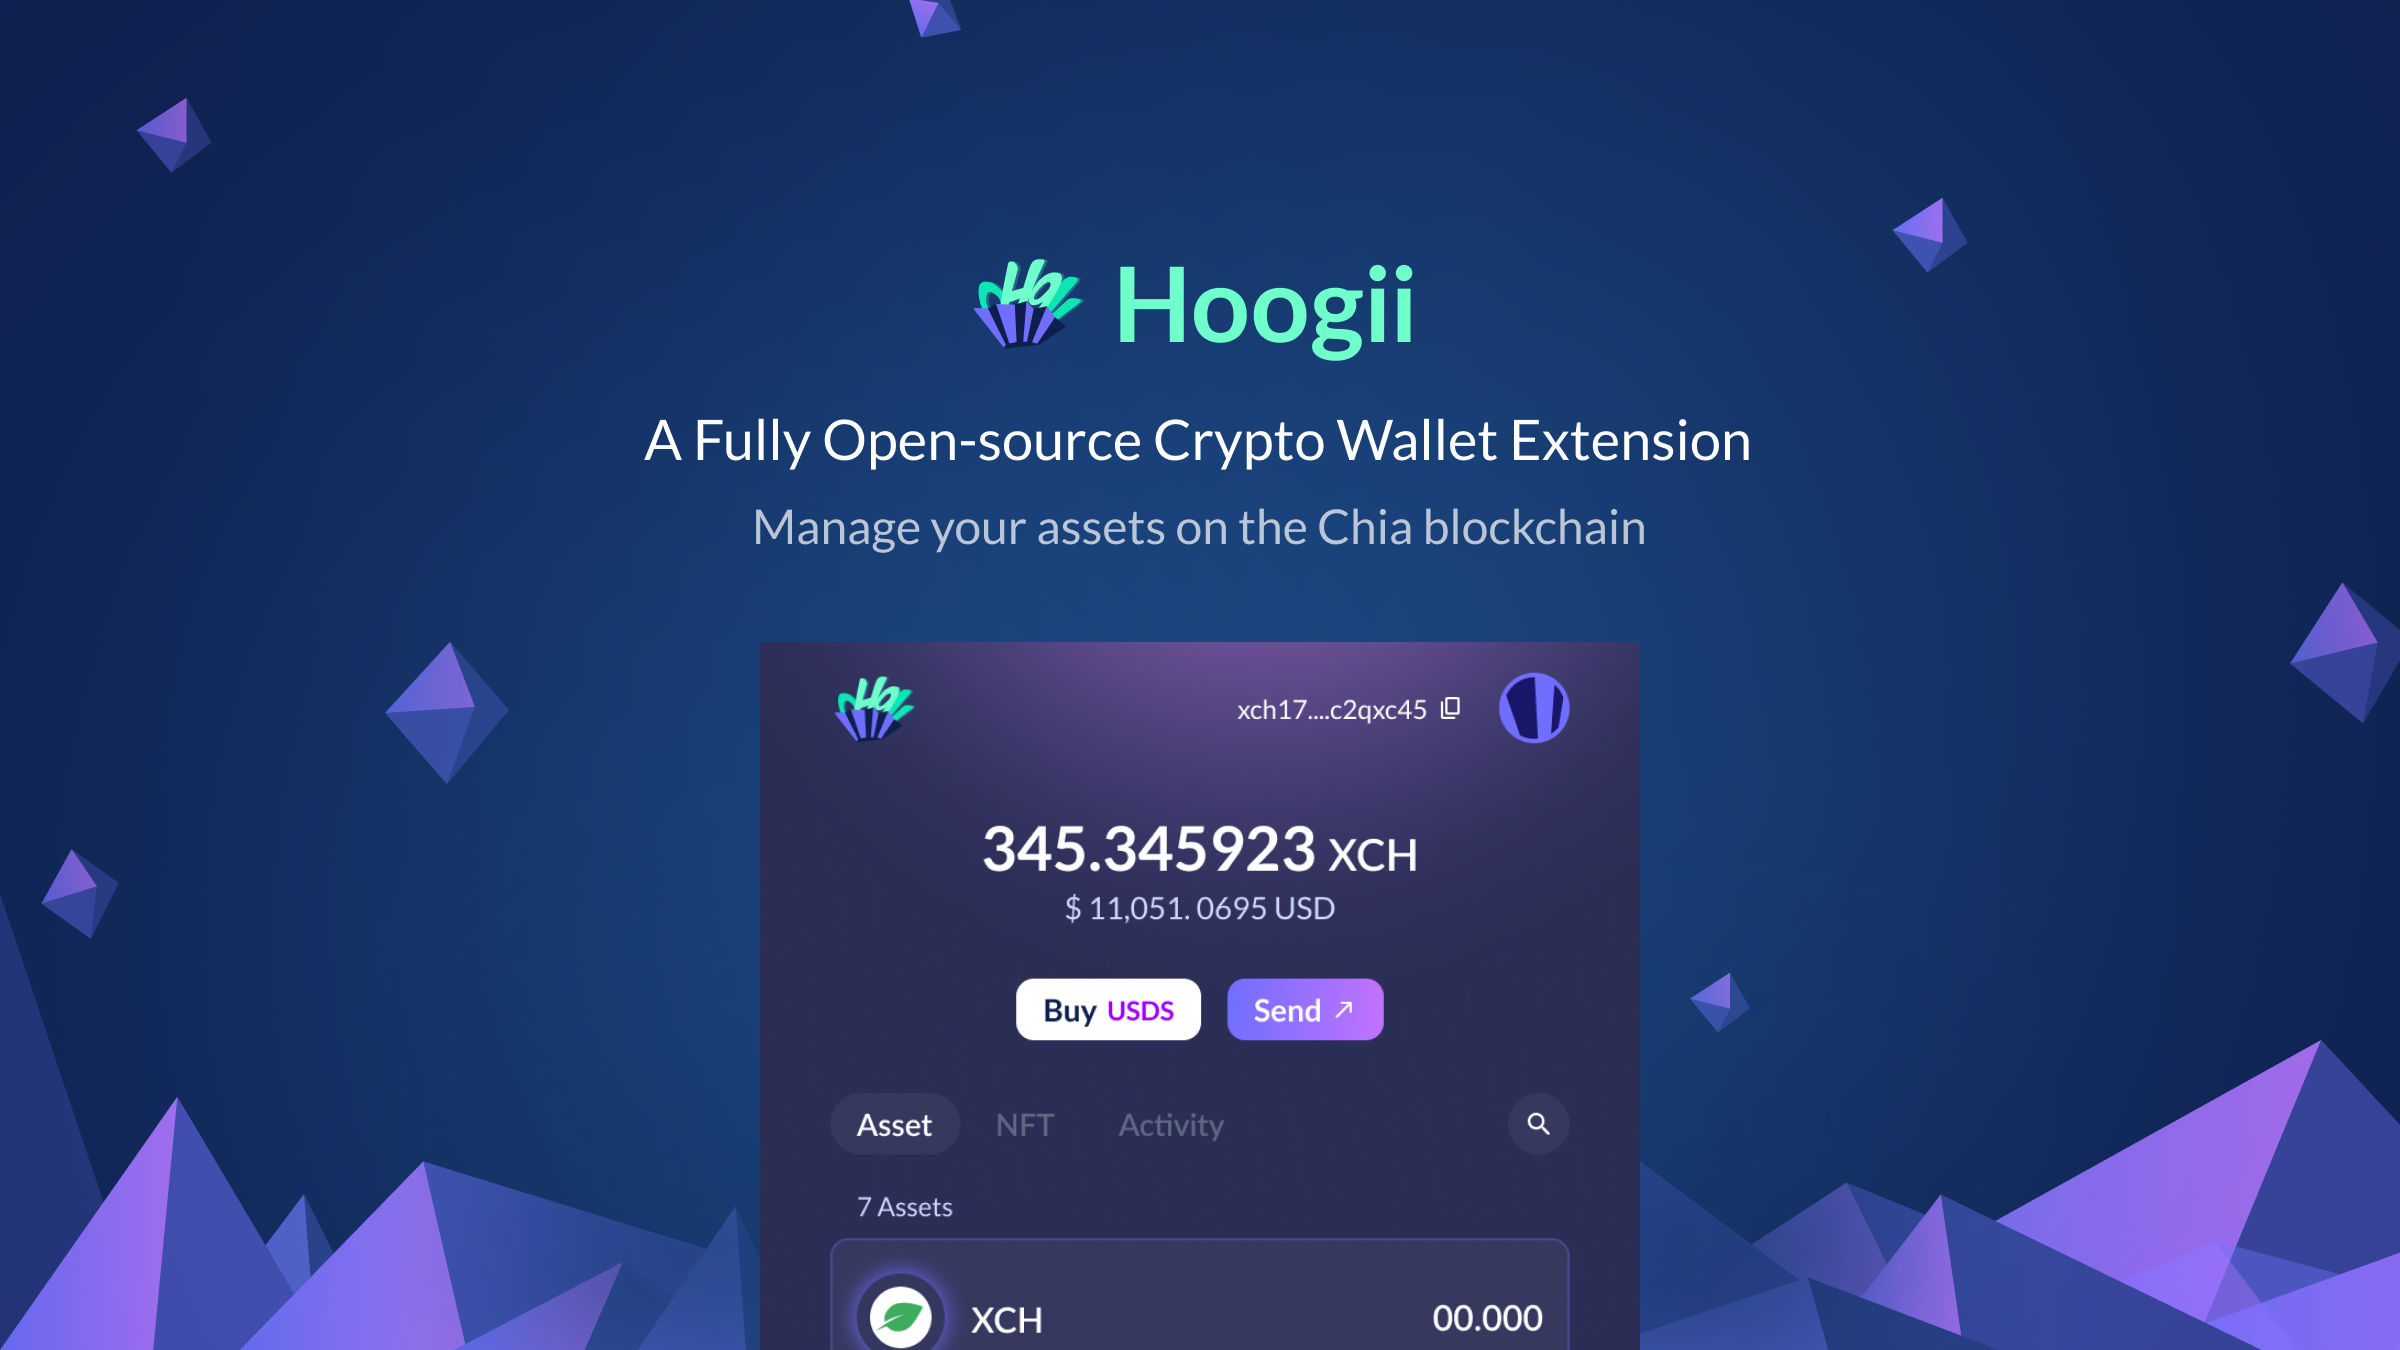 Hoogii
A Fully Open-source Crypto Wallet Extension
Manage your assets on the Chia blockchain
xch17....c2qxc45
345.345923 XCH
$ 11,051. 0695 USD
Buy USDS
Send
Asset NFT Activity
7 Assets
XCH 00.000